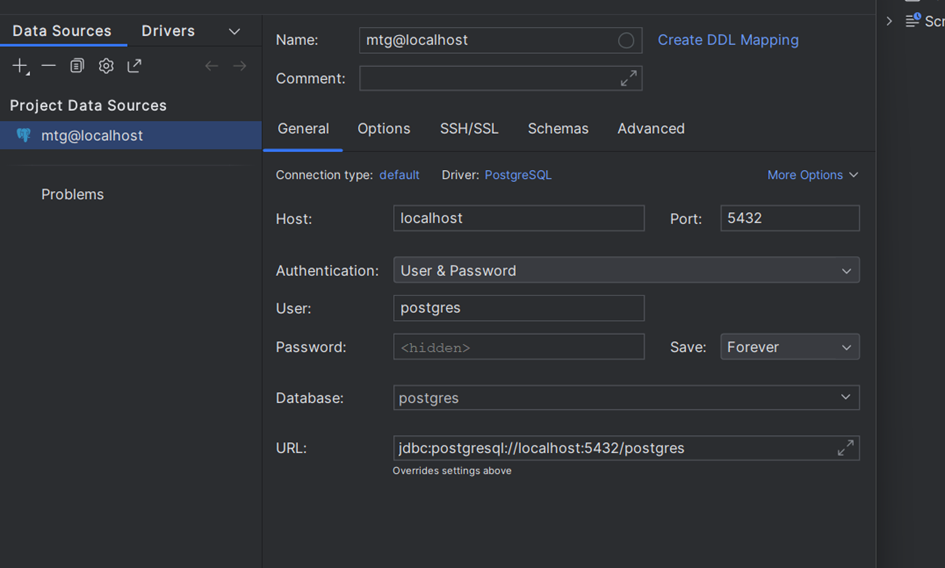 Data Sources Drivers
Project Data Sources
mtg@localhost
Problems
Name: mtg@localhost Create DDL Mapping
Comment:
General Options SSH/SSL Schemas Advanced
Connection type: default Driver: PostgreSQL More Options
Host: localhost Port: 5432
Authentication: User & Password
User: postgres
Password: <hidden> Save: Forever
Database: postgres
URL: jdbc:postgresql://localhost:5432/postgres
Overrides settings above